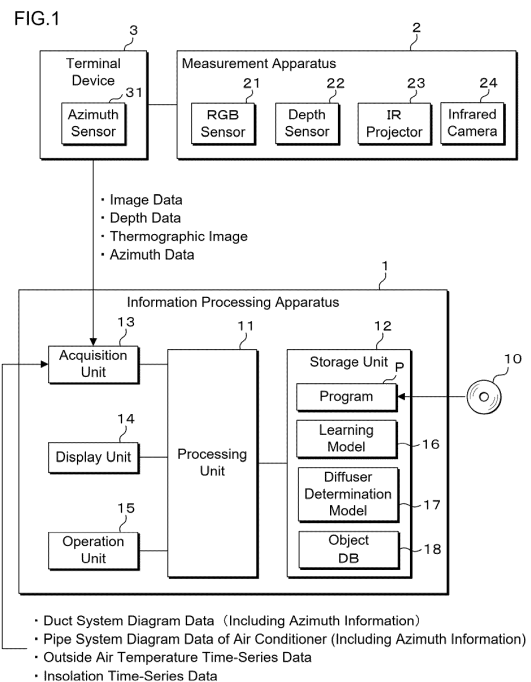 FIG.1
3
Terminal
Device
31
Azimuth
Sensor
2
Measurement Apparatus
21
RGB
Sensor
22
Depth
Sensor
23
IR
Projector
24
Infrared
Camera
・Image Data
・Depth Data
・Thermographic Image
・Azimuth Data
1
Information Processing Apparatus
13
Acquisition
Unit
14
Display Unit
15
Operation
Unit
11
Processing
Unit
12
Storage Unit
P
Program
10
Learning
Model
16
Diffuser
Determination
Model
17
Object
DB
18
・Duct System Diagram Data (Including Azimuth Information)
・Pipe System Diagram Data of Air Conditioner (Including Azimuth Information)
・Outside Air Temperature Time-Series Data
・Insolation Time-Series Data